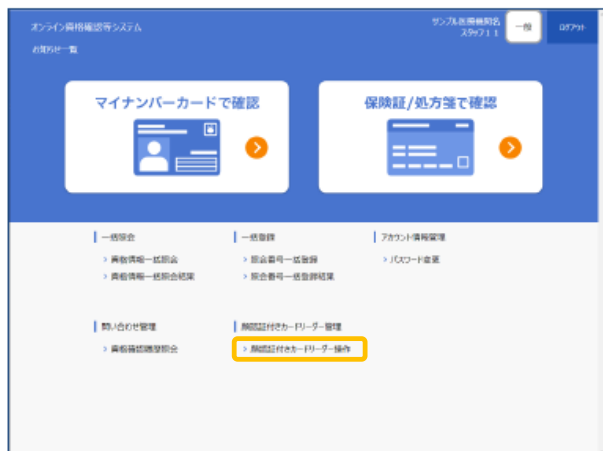 オンライン資格確認等システム
サンプル医療機関名
スタッフ11
一般
ログアウト
お知らせ一覧
マイナンバーカードで確認
保険証/処方箋で確認
一括照会
一括登録
アカウント情報管理
資格情報一括照会
照会番号一括登録
パスワード変更
資格情報一括照会結果
照会番号一括登録結果
問い合わせ管理
顔認証付きカードリーダー管理
資格確認履歴照会
顔認証付きカードリーダー操作